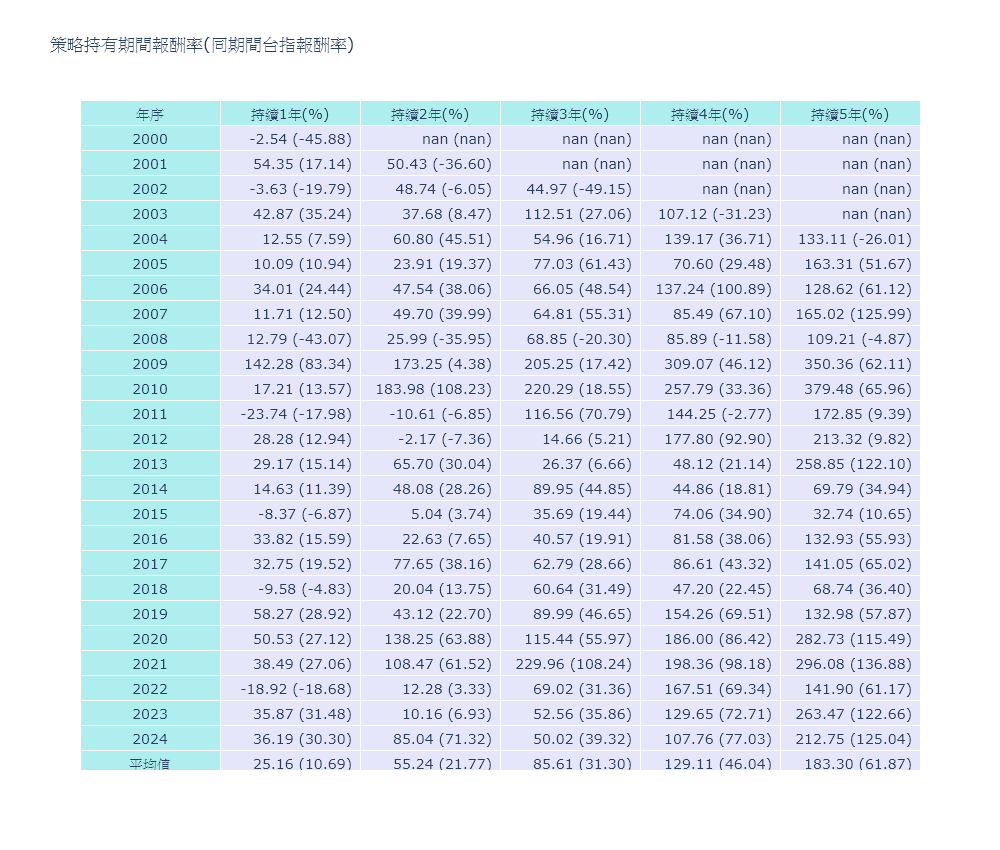 策略持有期間報酬率(同期間台指報酬率)
年序 持續1年(%) 持續2年(%) 持續3年(%) 持續4年(%) 持續5年(%)
2000 -2.54 (-45.88) nan (nan) nan (nan) nan (nan) nan (nan)
2001 54.35 (17.14) 50.43 (-36.60) nan (nan) nan (nan) nan (nan)
2002 -3.63 (-19.79) 48.74 (-6.05) 44.97 (-49.15) nan (nan) nan (nan)
2003 42.87 (35.24) 37.68 (8.47) 112.51 (27.06) 107.12 (-31.23) nan (nan)
2004 12.55 (7.59) 60.80 (45.51) 54.96 (16.71) 139.17 (36.71) 133.11 (-26.01)
2005 10.09 (10.94) 23.91 (19.37) 77.03 (61.43) 70.60 (29.48) 163.31 (51.67)
2006 34.01 (24.44) 47.54 (38.06) 66.05 (48.54) 137.24 (100.89) 128.62 (61.12)
2007 11.71 (12.50) 49.70 (39.99) 64.81 (55.31) 85.49 (67.10) 165.02 (125.99)
2008 12.79 (-43.07) 25.99 (-35.95) 68.85 (-20.30) 85.89 (-11.58) 109.21 (-4.87)
2009 142.28 (83.34) 173.25 (4.38) 205.25 (17.42) 309.07 (46.12) 350.36 (62.11)
2010 17.21 (13.57) 183.98 (108.23) 220.29 (18.55) 257.79 (33.36) 379.48 (65.96)
2011 -23.74 (-17.98) -10.61 (-6.85) 116.56 (70.79) 144.25 (-2.77) 172.85 (9.39)
2012 28.28 (12.94) -2.17 (-7.36) 14.66 (5.21) 177.80 (92.90) 213.32 (9.82)
2013 29.17 (15.14) 65.70 (30.04) 26.37 (6.66) 48.12 (21.14) 258.85 (122.10)
2014 14.63 (11.39) 48.08 (28.26) 89.95 (44.85) 44.86 (18.81) 69.79 (34.94)
2015 -8.37 (-6.87) 5.04 (3.74) 35.69 (19.44) 74.06 (34.90) 32.74 (10.65)
2016 33.82 (15.59) 22.63 (7.65) 40.57 (19.91) 81.58 (38.06) 132.93 (55.93)
2017 32.75 (19.52) 77.65 (38.16) 62.79 (28.66) 86.61 (43.32) 141.05 (65.02)
2018 -9.58 (-4.83) 20.04 (13.75) 60.64 (31.49) 47.20 (22.45) 68.74 (36.40)
2019 58.27 (28.92) 43.12 (22.70) 89.99 (46.65) 154.26 (69.51) 132.98 (57.87)
2020 50.53 (27.12) 138.25 (63.88) 115.44 (55.97) 186.00 (86.42) 282.73 (115.49)
2021 38.49 (27.06) 108.47 (61.52) 229.96 (108.24) 198.36 (98.18) 296.08 (136.88)
2022 -18.92 (-18.68) 12.28 (3.33) 69.02 (31.36) 167.51 (69.34) 141.90 (61.17)
2023 35.87 (31.48) 10.16 (6.93) 52.56 (35.86) 129.65 (72.71) 263.47 (122.66)
2024 36.19 (30.30) 85.04 (71.32) 50.02 (39.32) 107.76 (77.03) 212.75 (125.04)
平均值 25.16 (10.69) 55.24 (21.77) 85.61 (31.30) 129.11 (46.04) 183.30 (61.87)